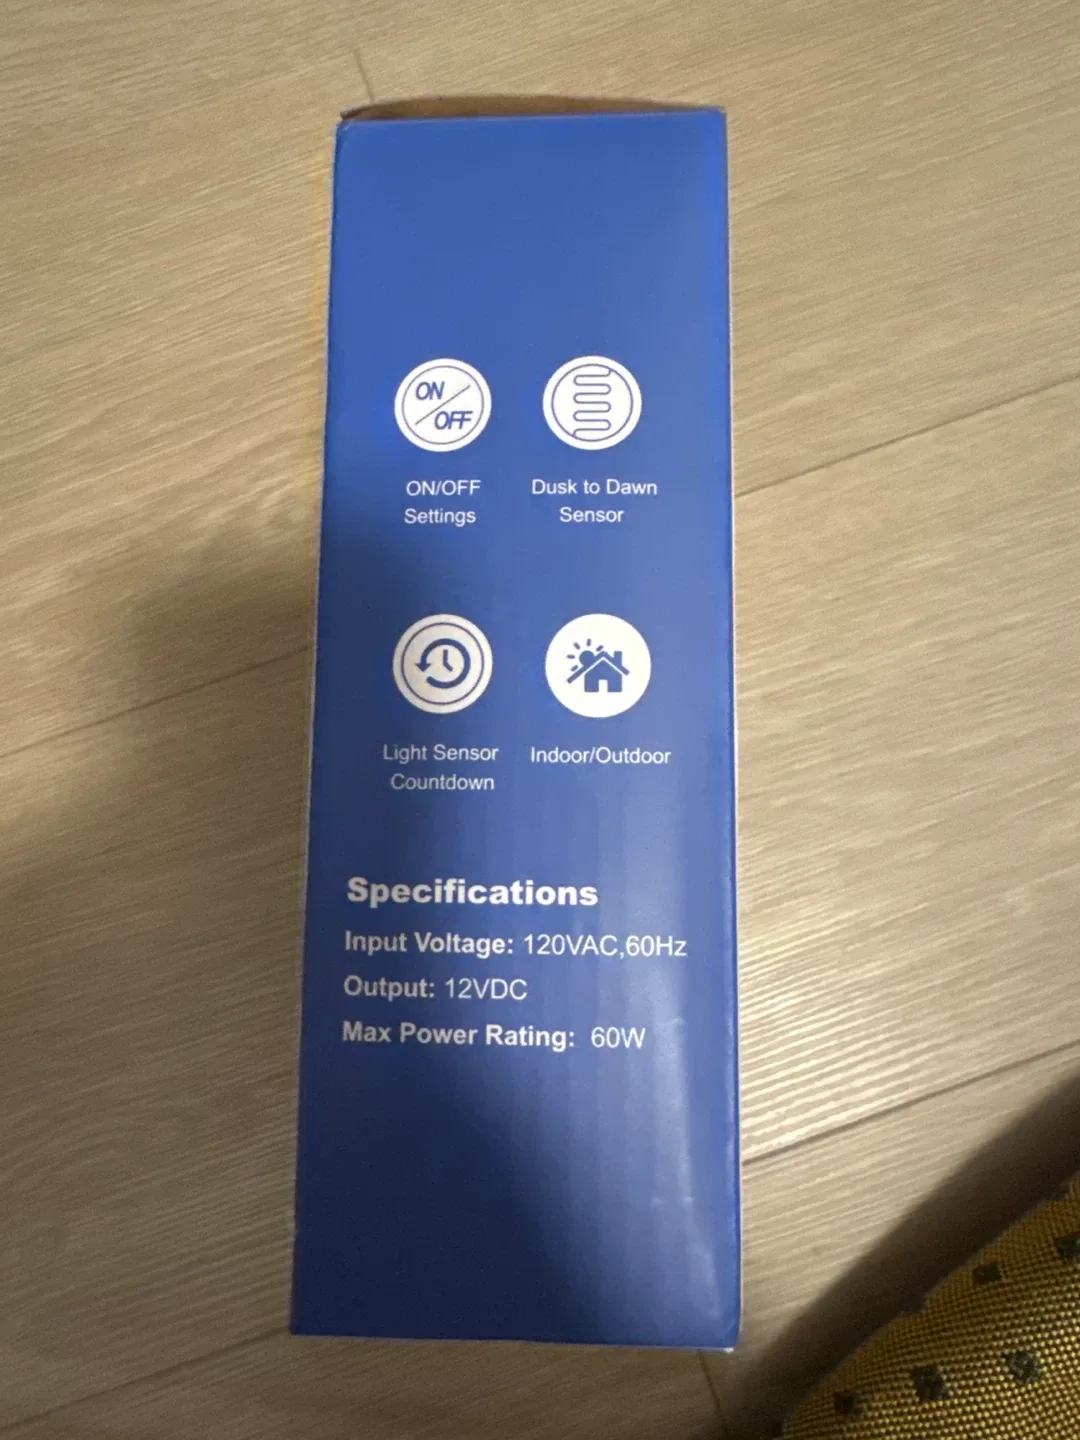 ON
OFF
ON/OFF
Settings
Dusk to Dawn
Sensor
Light Sensor
Countdown
Indoor/Outdoor
Specifications
Input Voltage: 120VAC,60Hz
Output: 12VDC
Max Power Rating: 60W